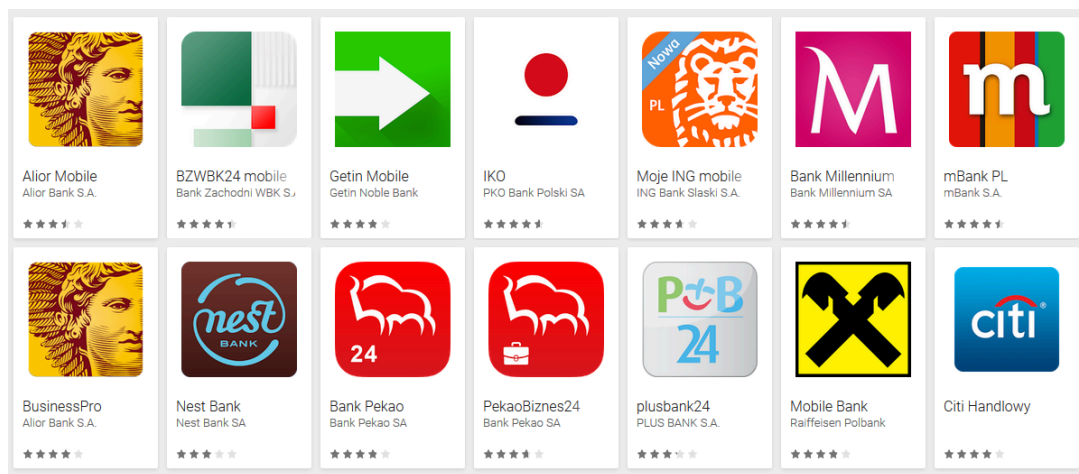 Nowa
PL
M
m
Alior Mobile
Alior Bank S.A.
BZWBK24 mobile
Bank Zachodni WBK S.A
Getin Mobile
Getin Noble Bank
IKO
PKO Bank Polski SA
Moje ING mobile
ING Bank Slaski S.A.
Bank Millennium
Bank Millennium SA
mBank PL
mBank S.A.
nest
BANK
24
P+B
24
citi®
BusinessPro
Alior Bank S.A.
Nest Bank
Nest Bank SA
Bank Pekao
Bank Pekao SA
PekaoBiznes24
Bank Pekao SA
plusbank24
PLUS BANK S.A.
Mobile Bank
Raiffeisen Polbank
Citi Handlowy